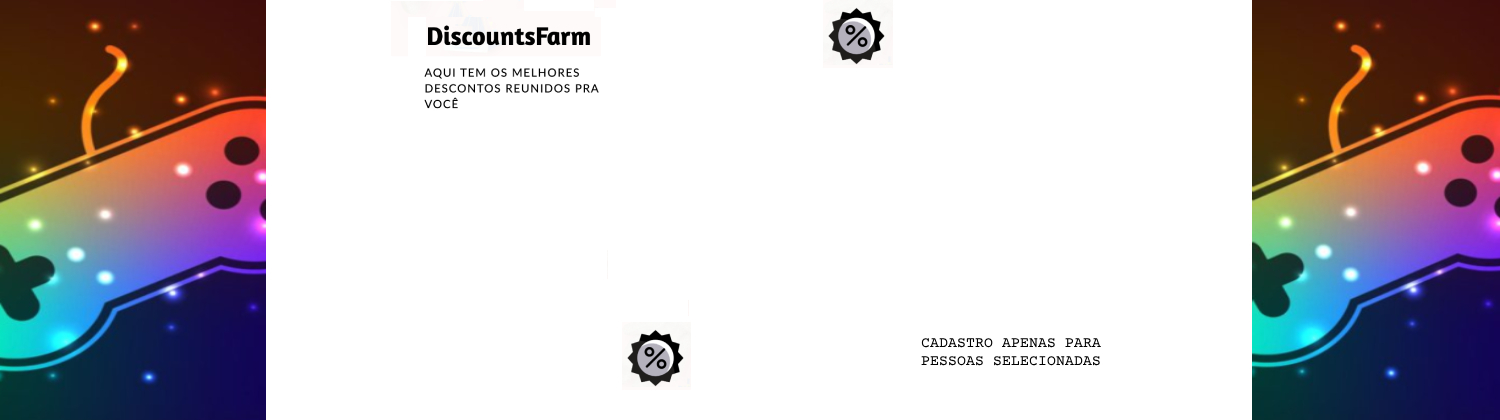 DiscountsFarm
AQUI TEM OS MELHORES
DESCONTOS REUNIDOS PRA
VOCÊ
%
%
CADASTRO APENAS PARA
PESSOAS SELECIONADAS